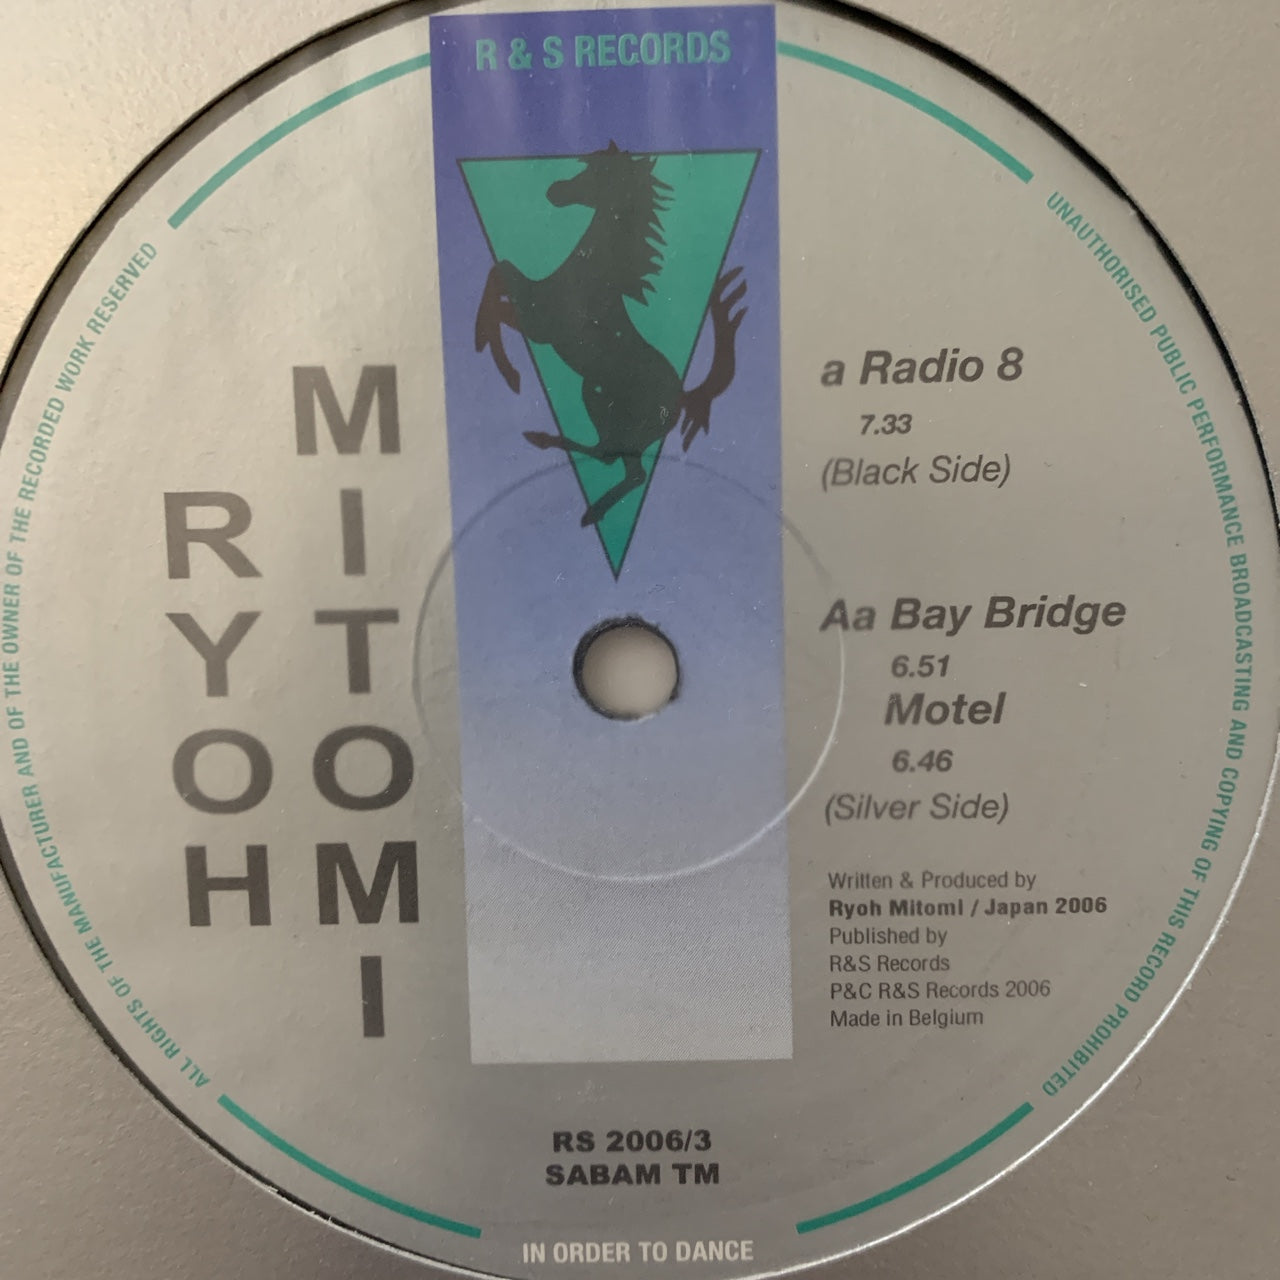 R & S RECORDS
RYOH
MITOMI
a Radio 8
7.33
(Black Side)
Aa Bay Bridge
6.51
Motel
6.46
(Silver Side)
Written & Produced by
Ryoh Mitomi / Japan 2006
Published by
R&S Records
P&C R&S Records 2006
Made in Belgium
RS 2006/3
SABAM TM
IN ORDER TO DANCE
ALL RIGHTS OF THE MANUFACTURER AND OF THE OWNER OF THE RECORDED WORK RESERVED
UNAUTHORISED PUBLIC PERFORMANCE BROADCASTING AND COPYING OF THIS RECORD PROHIBITED